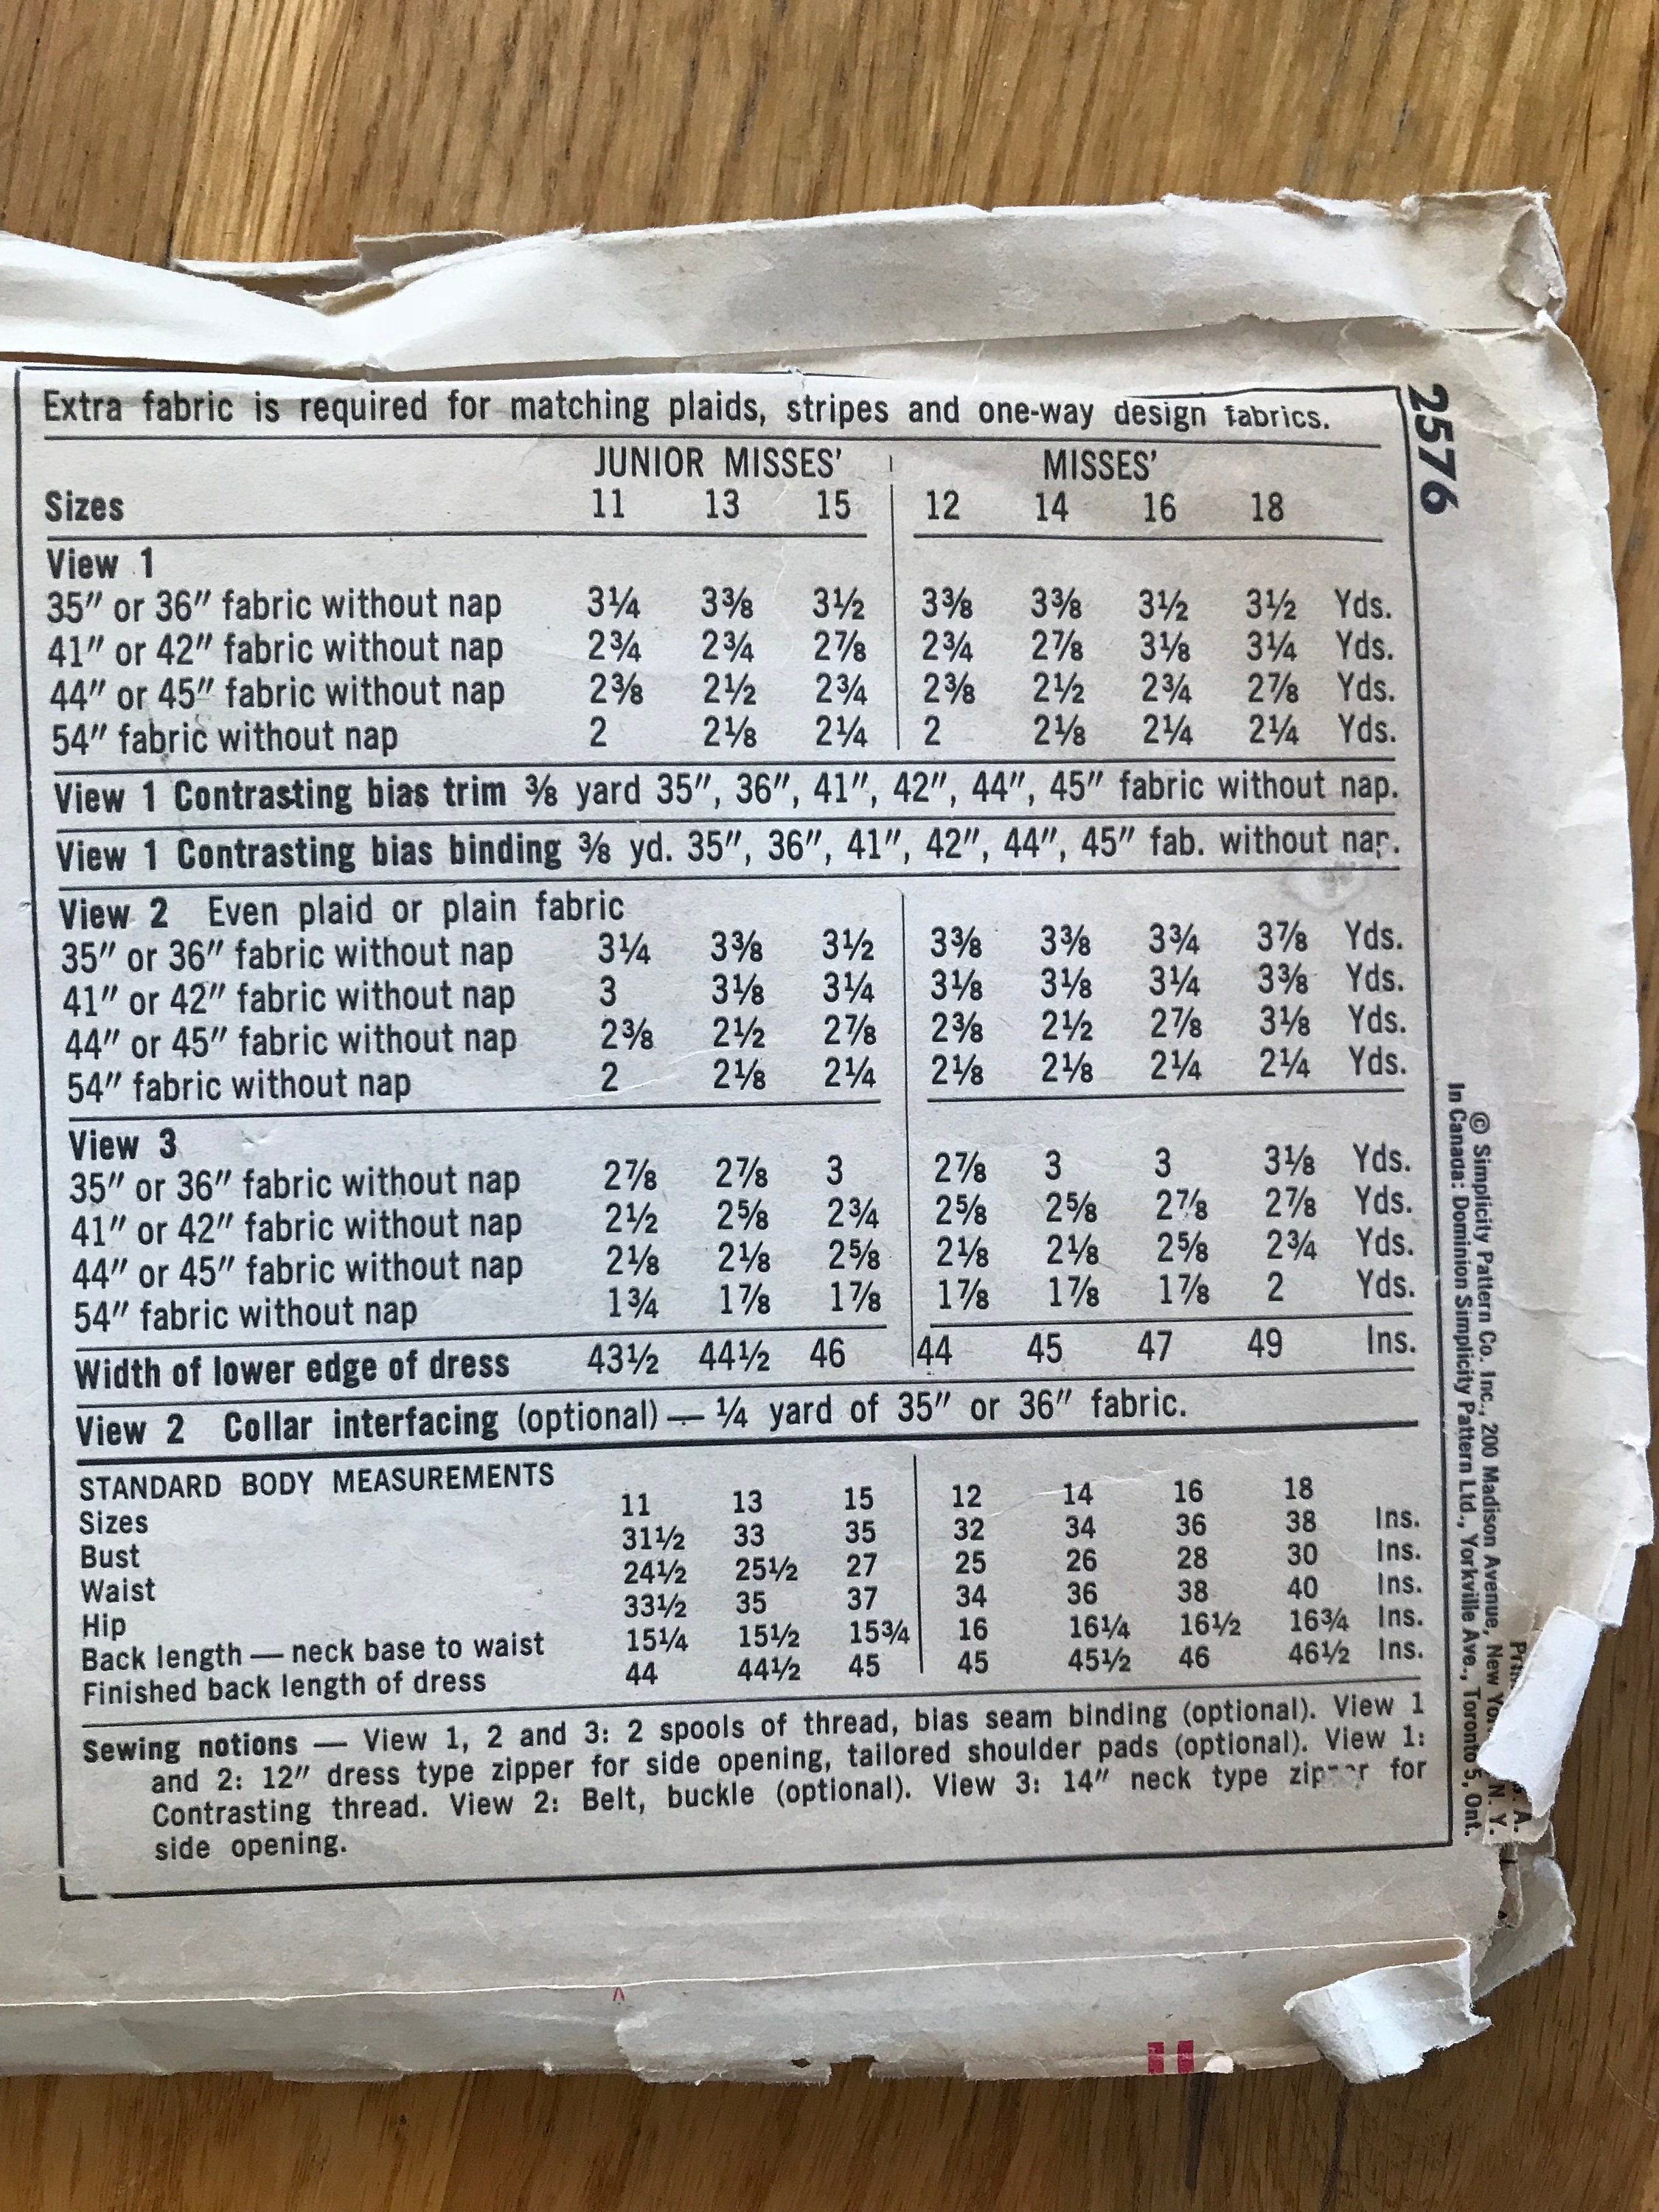 Extra fabric is required for matching plaids, stripes and one-way design fabrics.
JUNIOR MISSES' MISSES'
Sizes 11 13 15 12 14 16 18
View 1
35" or 36" fabric without nap 3¼ 3⅜ 3½ 3⅜ 3⅜ 3½ 3½ Yds.
41" or 42" fabric without nap 2¾ 2¾ 2⅞ 2¾ 2⅞ 3⅛ 3¼ Yds.
44" or 45" fabric without nap 2⅜ 2½ 2¾ 2⅜ 2½ 2¾ 2⅞ Yds.
54" fabric without nap 2 2⅛ 2¼ 2 2⅛ 2¼ 2¼ Yds.
View 1 Contrasting bias trim ⅜ yard 35", 36", 41", 42", 44", 45" fabric without nap.
View 1 Contrasting bias binding ⅜ yd. 35", 36", 41", 42", 44", 45" fab. without nap.
View 2 Even plaid or plain fabric
35" or 36" fabric without nap 3¼ 3⅜ 3½ 3⅜ 3⅜ 3¾ 3⅞ Yds.
41" or 42" fabric without nap 3 3⅛ 3¼ 3⅛ 3⅛ 3¼ 3⅜ Yds.
44" or 45" fabric without nap 2⅜ 2½ 2⅞ 2⅜ 2½ 2⅞ 3⅛ Yds.
54" fabric without nap 2 2⅛ 2¼ 2⅛ 2⅛ 2¼ 2¼ Yds.
View 3
35" or 36" fabric without nap 2⅞ 2⅞ 3 2⅞ 3 3 3⅛ Yds.
41" or 42" fabric without nap 2½ 2⅝ 2¾ 2⅝ 2⅝ 2⅞ 2⅞ Yds.
44" or 45" fabric without nap 2⅛ 2⅛ 2⅝ 2⅛ 2⅛ 2⅝ 2¾ Yds.
54" fabric without nap 1¾ 1⅞ 1⅞ 1⅞ 1⅞ 1⅞ 2 Yds.
Width of lower edge of dress 43½ 44½ 46 44 45 47 49 Ins.
View 2 Collar interfacing (optional) — ¼ yard of 35" or 36" fabric.
STANDARD BODY MEASUREMENTS
Sizes 11 13 15 12 14 16 18
Bust 31½ 33 35 32 34 36 38 Ins.
Waist 24½ 25½ 27 25 26 28 30 Ins.
Hip 33½ 35 37 34 36 38 40 Ins.
Back length — neck base to waist 15¼ 15½ 15¾ 16 16¼ 16½ 16¾ Ins.
Finished back length of dress 44 44½ 45 45 45½ 46 46½ Ins.
Sewing notions — View 1, 2 and 3: 2 spools of thread, bias seam binding (optional). View 1
and 2: 12" dress type zipper for side opening, tailored shoulder pads (optional). View 1:
Contrasting thread. View 2: Belt, buckle (optional). View 3: 14" neck type zipper for
side opening.
2576
© Simplicity Pattern Co. Inc., 200 Madison Avenue, New York N. Y.
In Canada: Dominion Simplicity Pattern Ltd., Yorkville Ave., Toronto 5, Ont.